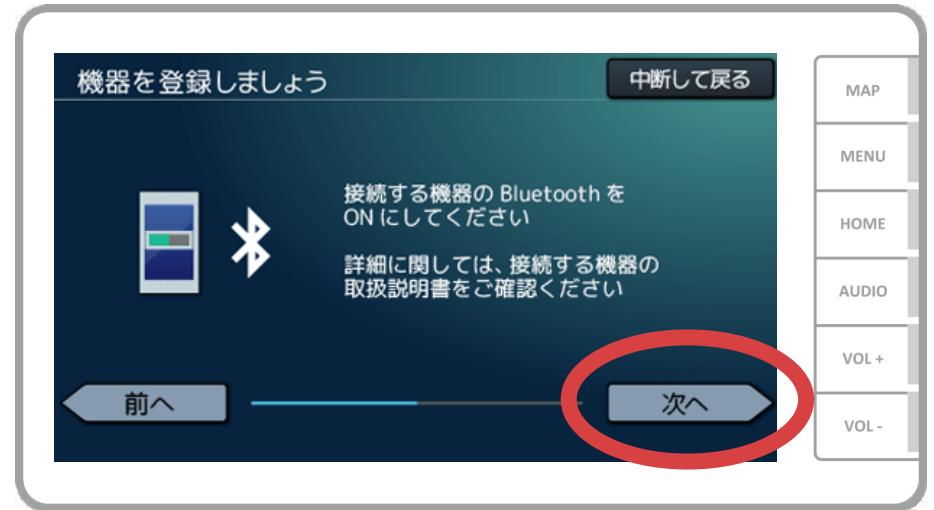 機器を登録しましょう
中断して戻る
接続する機器の Bluetooth を
ON にしてください
詳細に関しては、接続する機器の
取扱説明書をご確認ください
前へ
次へ
MAP
MENU
HOME
AUDIO
VOL +
VOL -